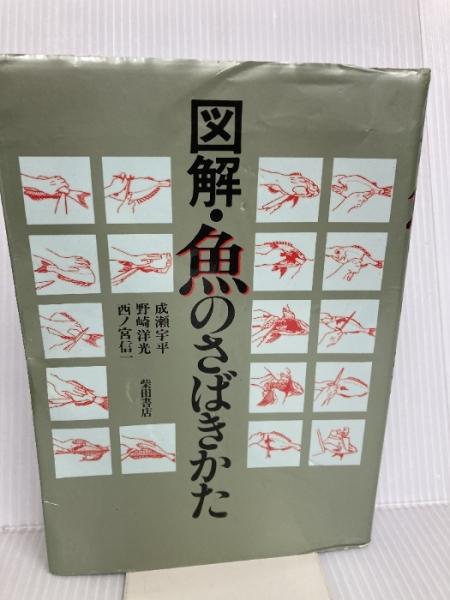 図解・魚のさばきかた
成瀬宇平
野崎洋光
西ノ宮信一
柴田書店